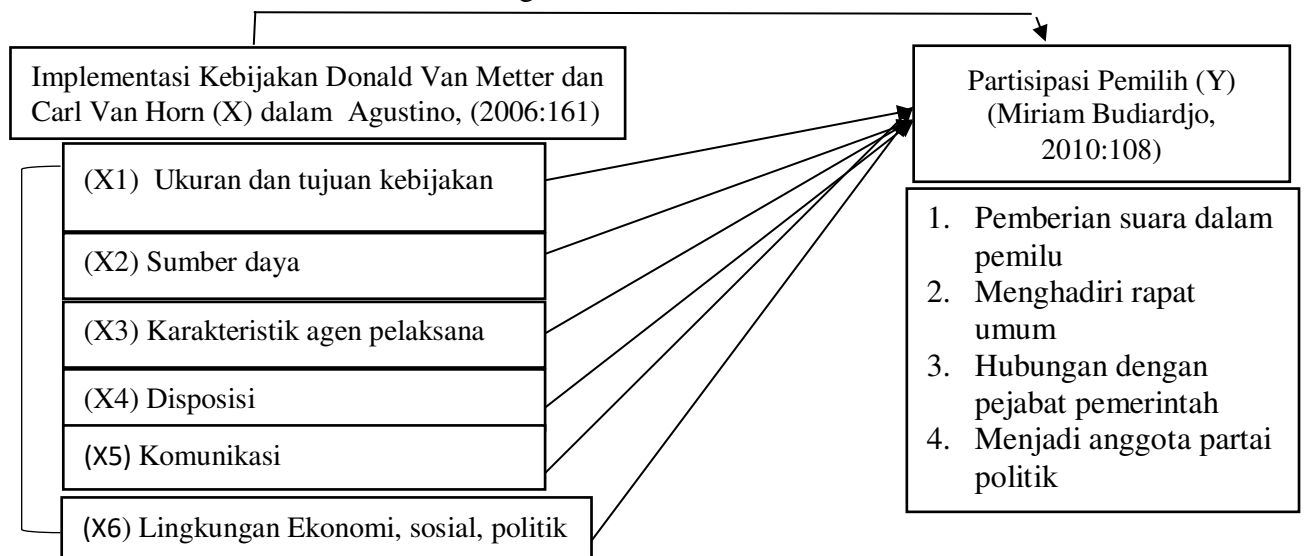 Implementasi Kebijakan Donald Van Metter dan
Carl Van Horn (X) dalam Agustino, (2006:161)
(X1) Ukuran dan tujuan kebijakan
(X2) Sumber daya
(X3) Karakteristik agen pelaksana
(X4) Disposisi
(X5) Komunikasi
(X6) Lingkungan Ekonomi, sosial, politik
Partisipasi Pemilih (Y)
(Miriam Budiardjo,
2010:108)
1. Pemberian suara dalam
pemilu
2. Menghadiri rapat
umum
3. Hubungan dengan
pejabat pemerintah
4. Menjadi anggota partai
politik